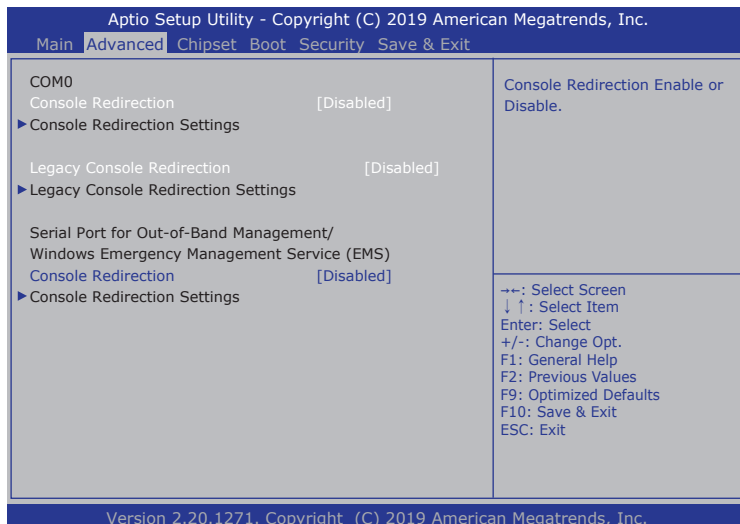 Aptio Setup Utility - Copyright (C) 2019 American Megatrends, Inc.
Main Advanced Chipset Boot Security Save & Exit
COM0
Console Redirection [Disabled]
►Console Redirection Settings
Legacy Console Redirection [Disabled]
►Legacy Console Redirection Settings
Serial Port for Out-of-Band Management/
Windows Emergency Management Service (EMS)
Console Redirection [Disabled]
►Console Redirection Settings
Console Redirection Enable or
Disable.
→←: Select Screen
↓↑: Select Item
Enter: Select
+/-: Change Opt.
F1: General Help
F2: Previous Values
F9: Optimized Defaults
F10: Save & Exit
ESC: Exit
Version 2.20.1271. Copyright (C) 2019 American Megatrends, Inc.